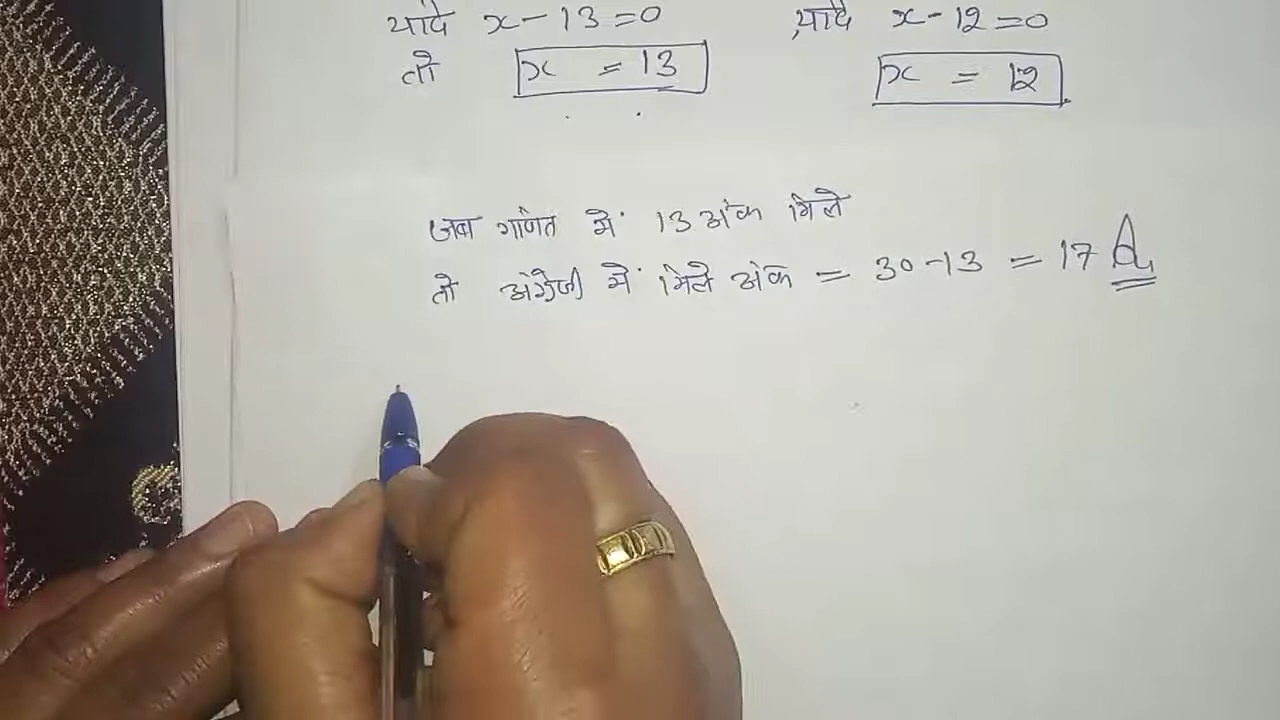 यदि x - 13 = 0 यदि x - 12 = 0
तो x = 13 x = 12
जब गणित में 13 अंक मिले
तो अंग्रेजी में मिले अंक = 30 - 13 = 17